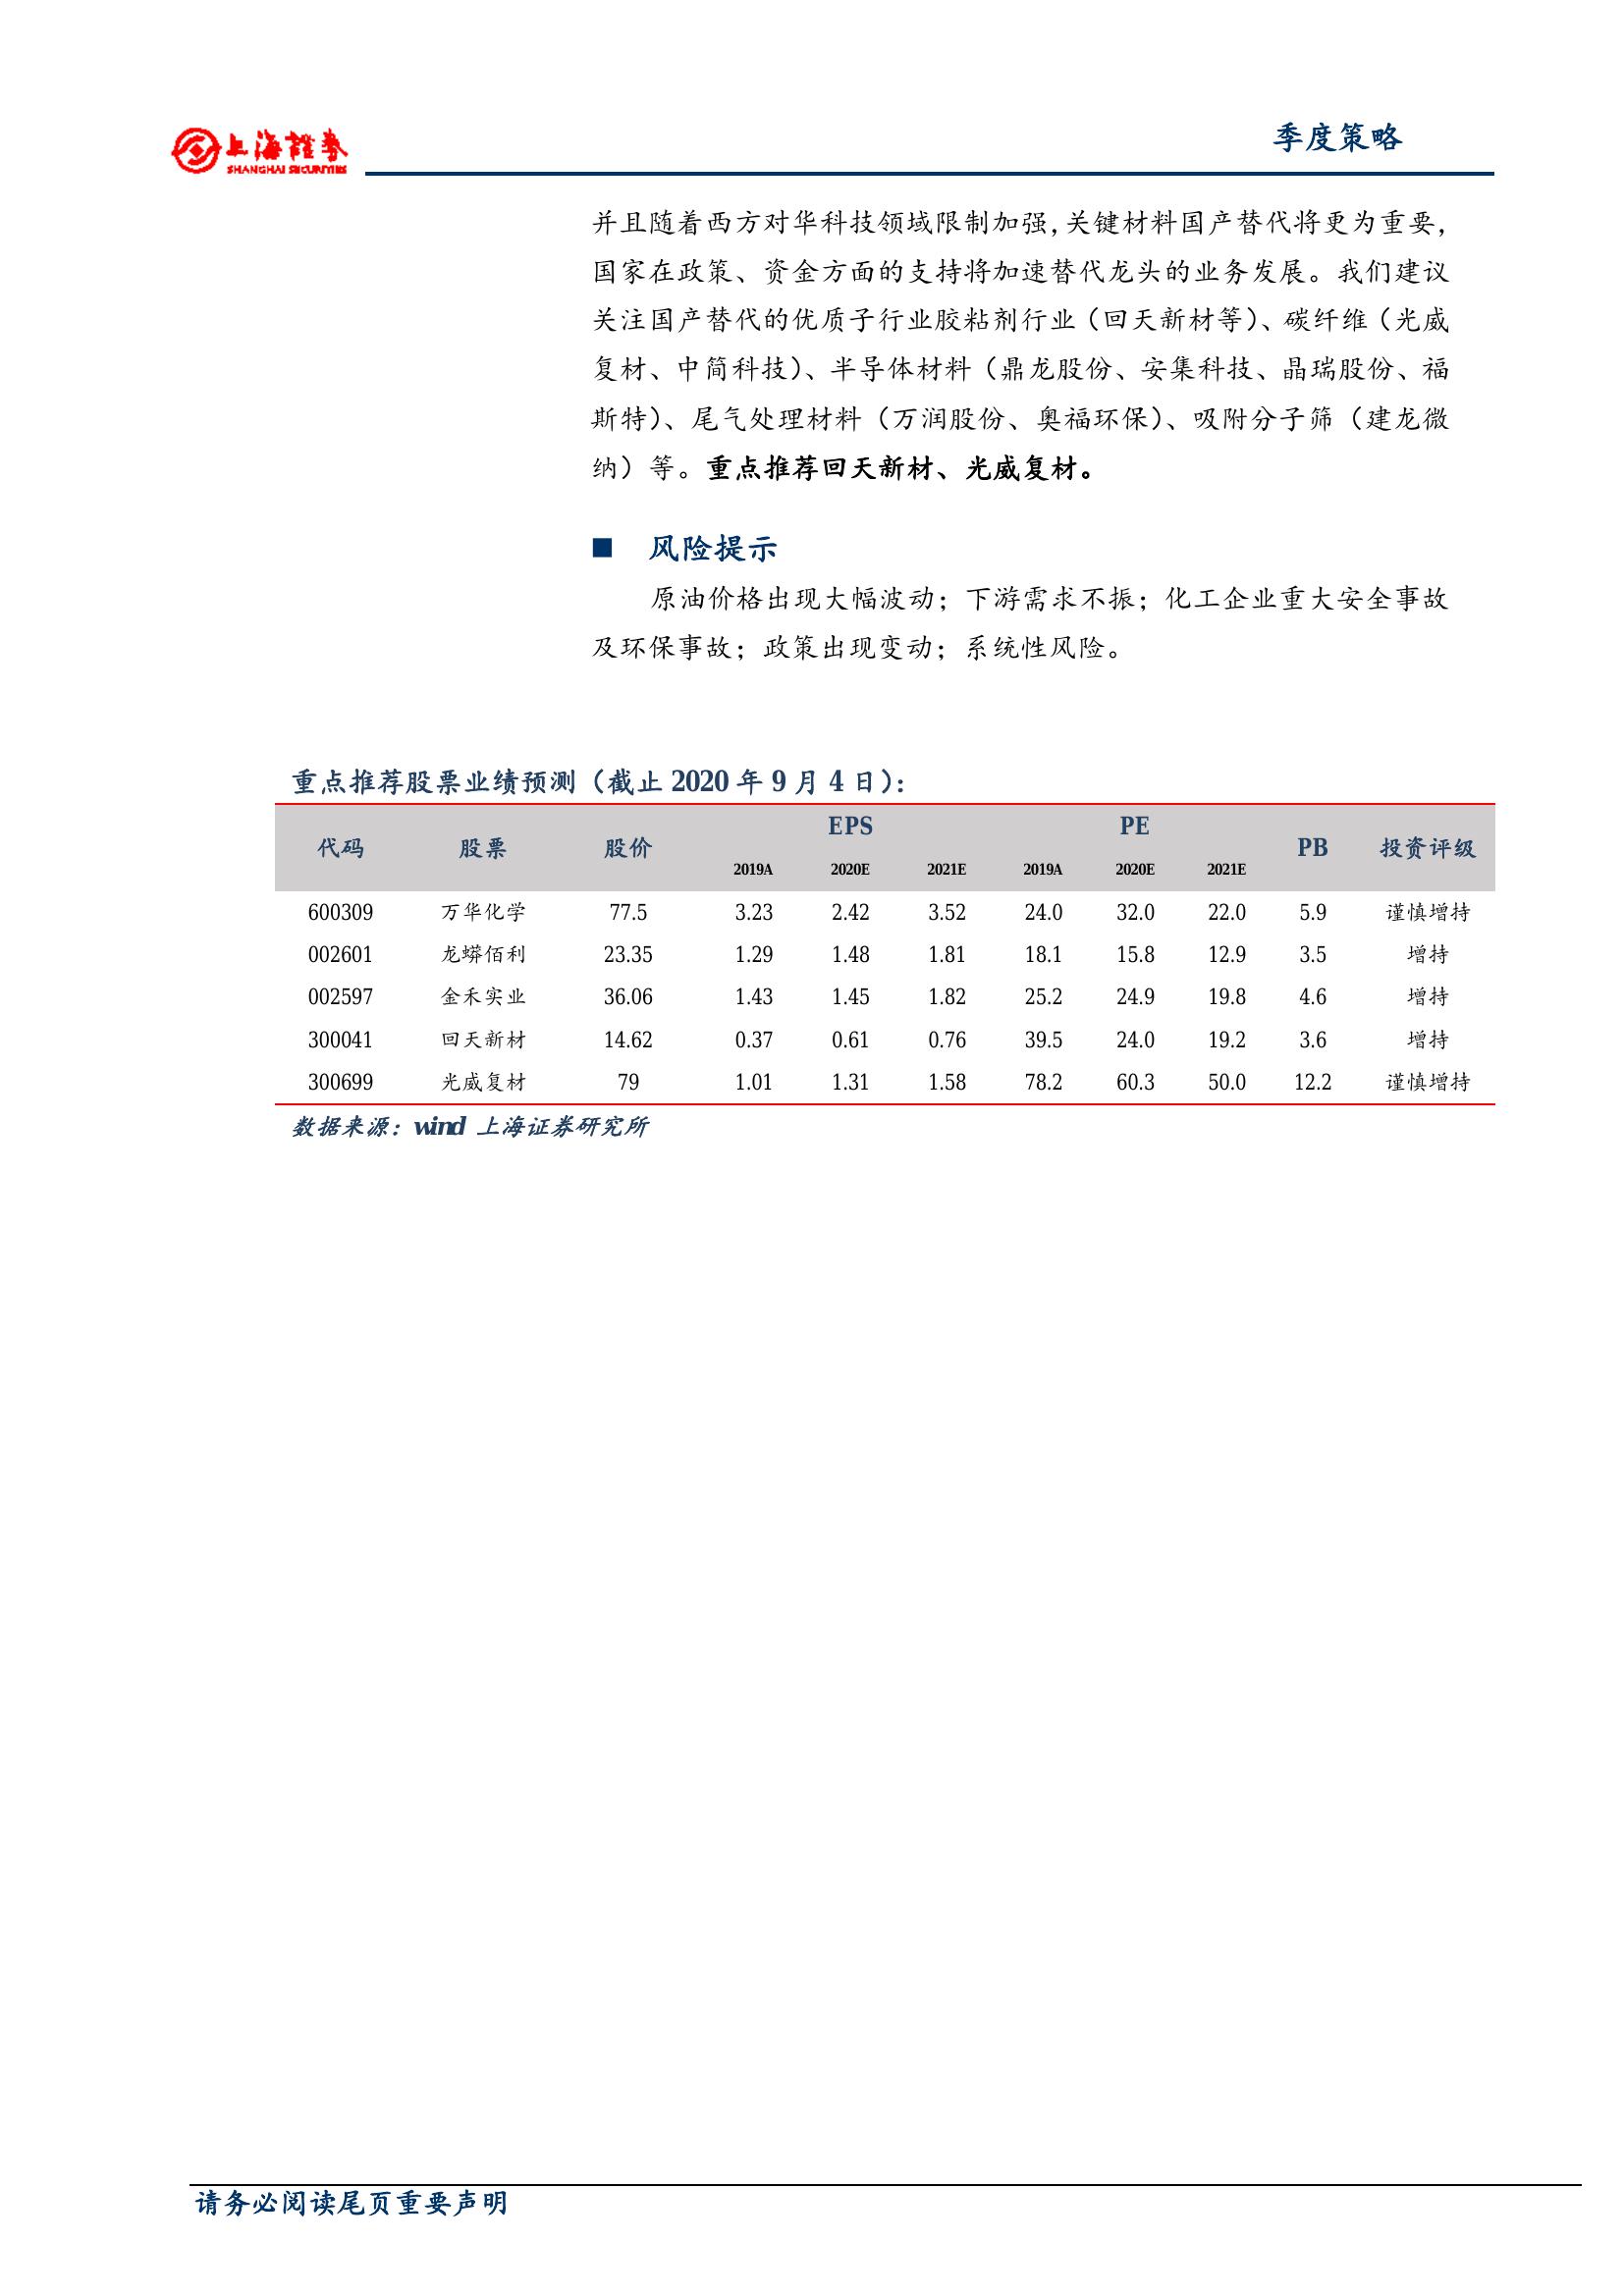 上海證券
SHANGHAI SECURITIES
季度策略
并且随着西方对华科技领域限制加强，关键材料国产替代将更为重要，
国家在政策、资金方面的支持将加速替代龙头的业务发展。我们建议
关注国产替代的优质子行业胶粘剂行业（回天新材等）、碳纤维（光威
复材、中简科技）、半导体材料（鼎龙股份、安集科技、晶瑞股份、福
斯特）、尾气处理材料（万润股份、奥福环保）、吸附分子筛（建龙微
纳）等。重点推荐回天新材、光威复材。
■ 风险提示
原油价格出现大幅波动；下游需求不振；化工企业重大安全事故
及环保事故；政策出现变动；系统性风险。
重点推荐股票业绩预测（截止 2020 年 9 月 4 日）：
代码 股票 股价 EPS PE PB 投资评级
2019A 2020E 2021E 2019A 2020E 2021E
600309 万华化学 77.5 3.23 2.42 3.52 24.0 32.0 22.0 5.9 谨慎增持
002601 龙蟒佰利 23.35 1.29 1.48 1.81 18.1 15.8 12.9 3.5 增持
002597 金禾实业 36.06 1.43 1.45 1.82 25.2 24.9 19.8 4.6 增持
300041 回天新材 14.62 0.37 0.61 0.76 39.5 24.0 19.2 3.6 增持
300699 光威复材 79 1.01 1.31 1.58 78.2 60.3 50.0 12.2 谨慎增持
数据来源：wind 上海证券研究所
请务必阅读尾页重要声明